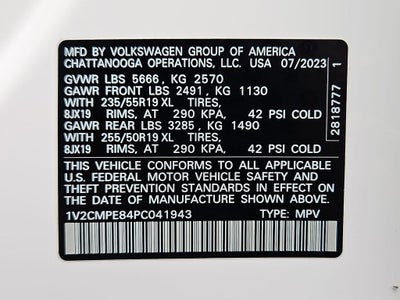 MFD BY VOLKSWAGEN GROUP OF AMERICA
CHATTANOOGA OPERATIONS, LLC. USA 07/2023
GVWR LBS 5666, KG 2570
GAWR FRONT LBS 2491, KG 1130
WITH 235/55R19 XL TIRES,
8JX19 RIMS, AT 290 KPA, 42 PSI COLD
GAWR REAR LBS 3285, KG 1490
WITH 255/50R19 XL TIRES,
8JX19 RIMS, AT 290 KPA, 42 PSI COLD
THIS VEHICLE CONFORMS TO ALL APPLICABLE
U.S. FEDERAL MOTOR VEHICLE SAFETY AND
THEFT PREVENTION STANDARDS IN EFFECT ON THE
DATE OF MANUFACTURE SHOWN ABOVE.
1V2CMPE84PC041943 TYPE: MPV
2818777 1